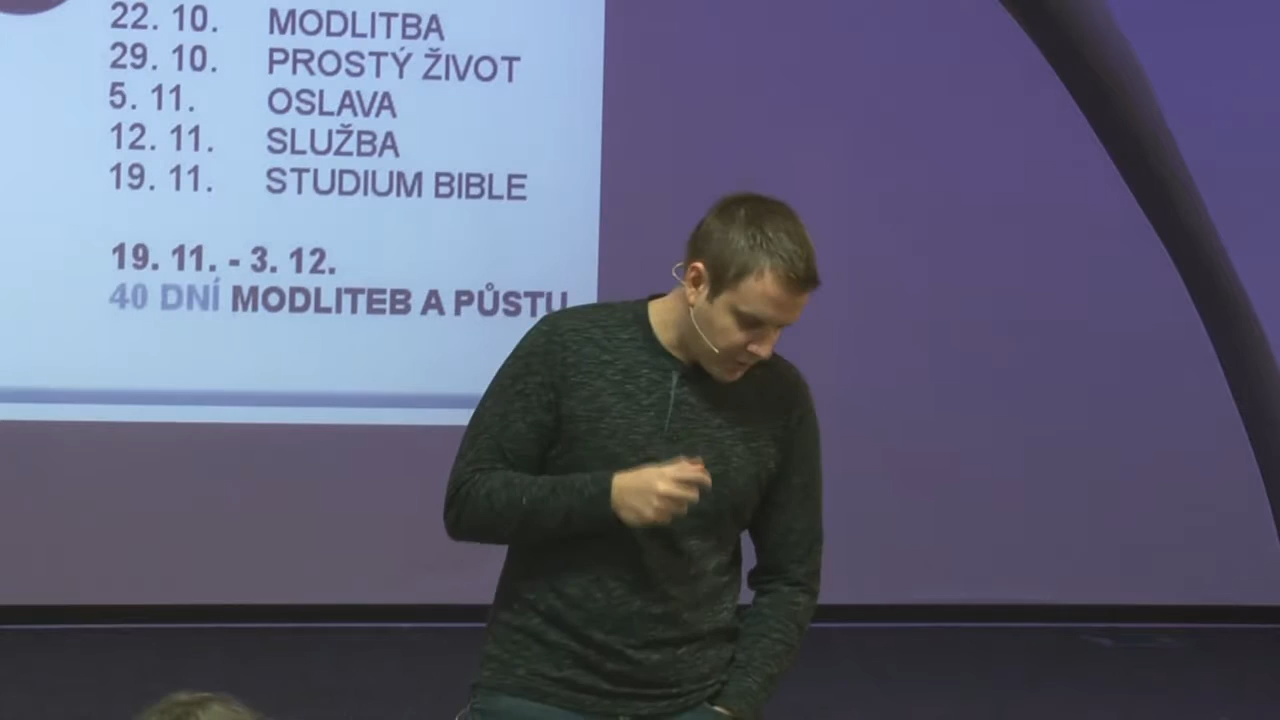 22. 10. MODLITBA
29. 10. PROSTÝ ŽIVOT
5. 11. OSLAVA
12. 11. SLUŽBA
19. 11. STUDIUM BIBLE
19. 11. - 3. 12.
40 DNÍ MODLITEB A PŮSTU